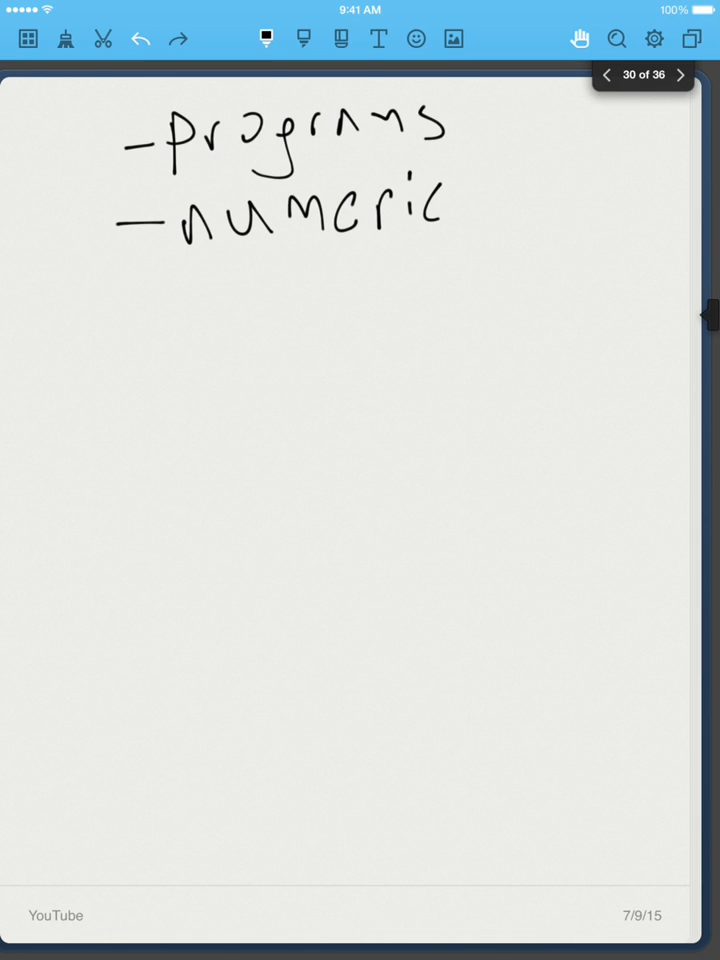 9:41 AM
100%
30 of 36
- programs
- numeric
YouTube
7/9/15